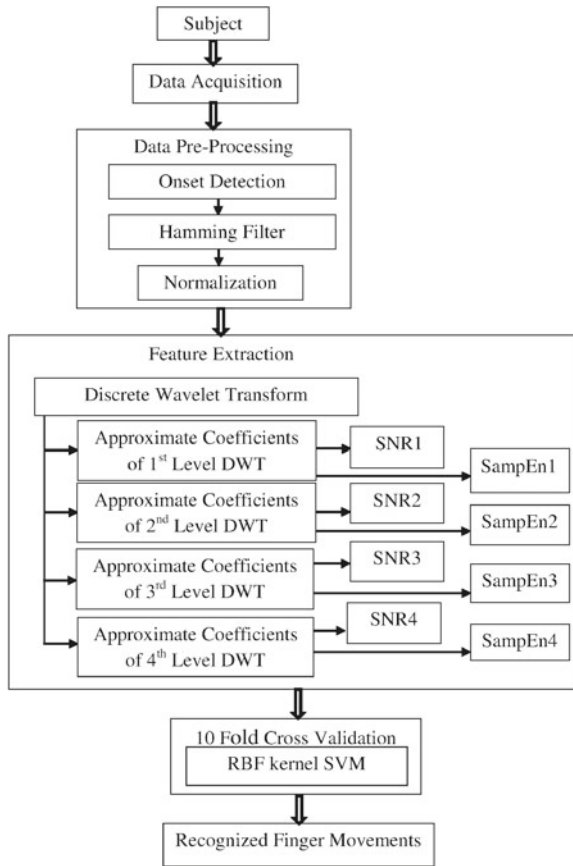 Subject
Data Acquisition
Data Pre-Processing
Onset Detection
Hamming Filter
Normalization
Feature Extraction
Discrete Wavelet Transform
Approximate Coefficients
of 1st Level DWT
SNR1
SampEn1
Approximate Coefficients
of 2nd Level DWT
SNR2
SampEn2
Approximate Coefficients
of 3rd Level DWT
SNR3
SampEn3
Approximate Coefficients
of 4th Level DWT
SNR4
SampEn4
10 Fold Cross Validation
RBF kernel SVM
Recognized Finger Movements